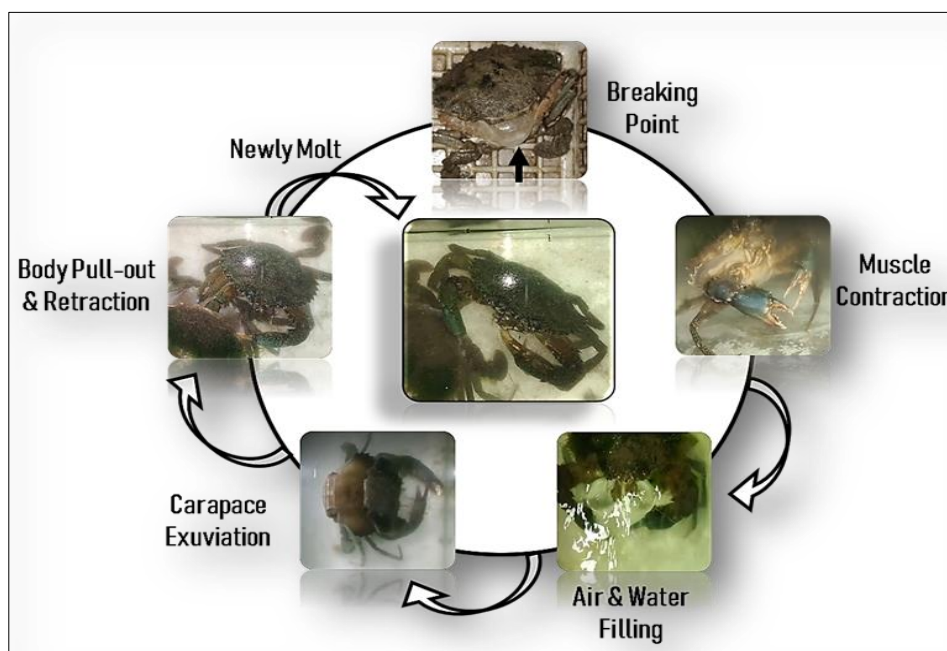 Breaking
Point
Newly Molt
Body Pull-out
& Retraction
Muscle
Contraction
Carapace
Exuviation
Air & Water
Filling